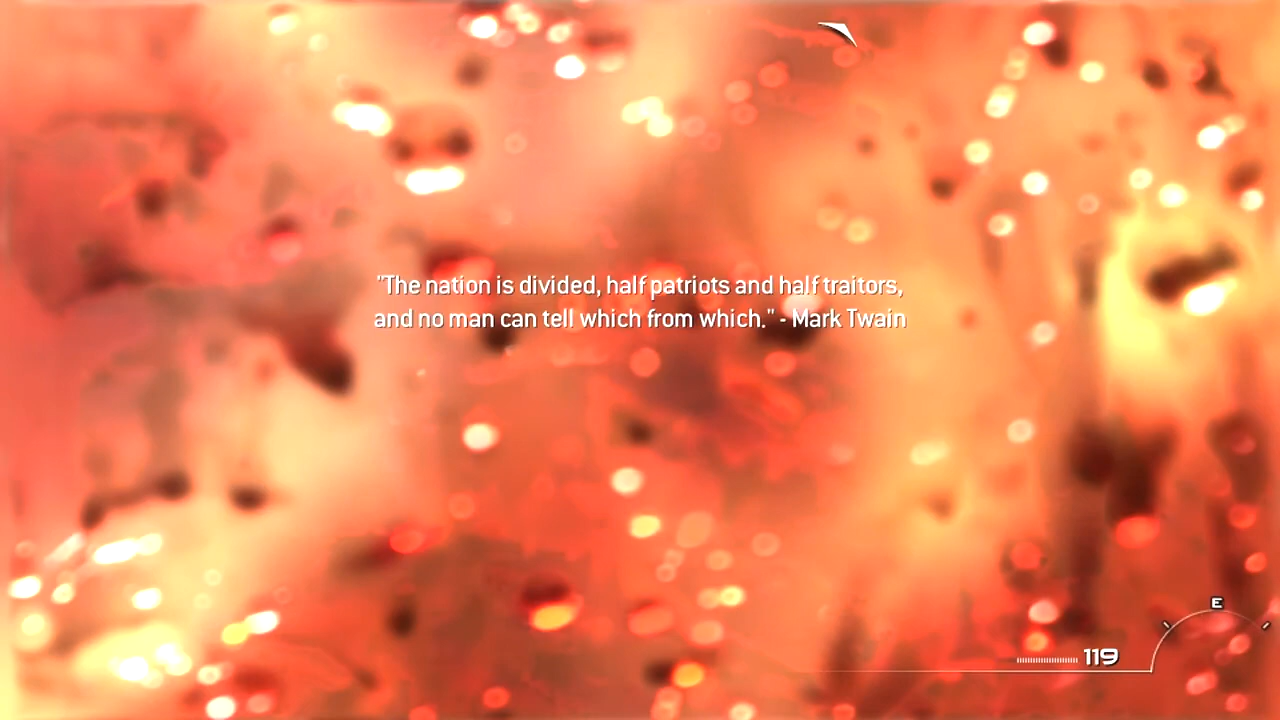 "The nation is divided, half patriots and half traitors,
and no man can tell which from which." - Mark Twain
E
119